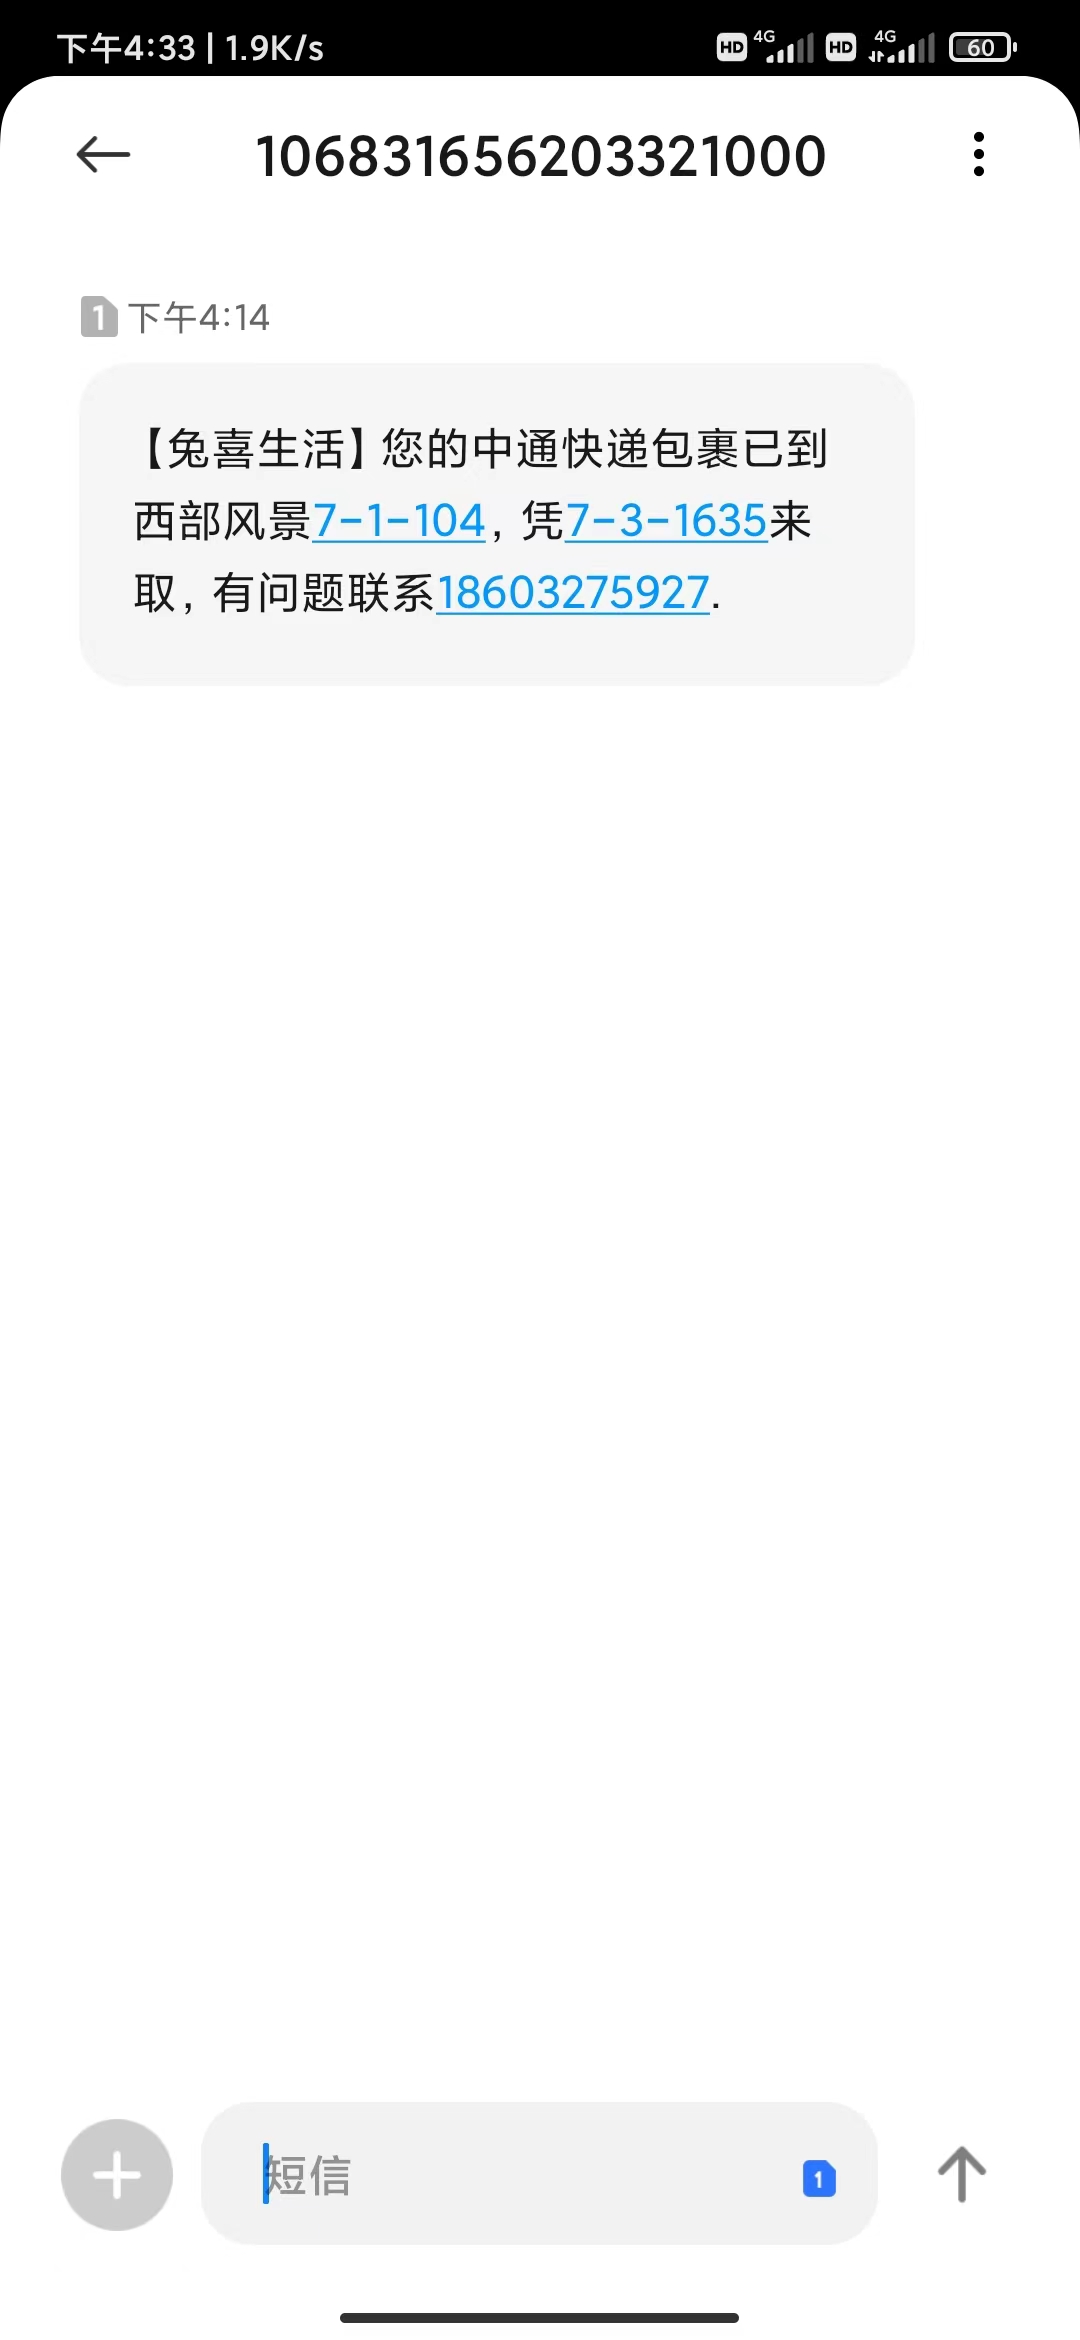 下午4:33 | 1.9K/s
HD 4G HD 4G 60
106831656203321000
1 下午4:14
【兔喜生活】您的中通快递包裹已到
西部风景7-1-104，凭7-3-1635来
取，有问题联系18603275927.
短信
1